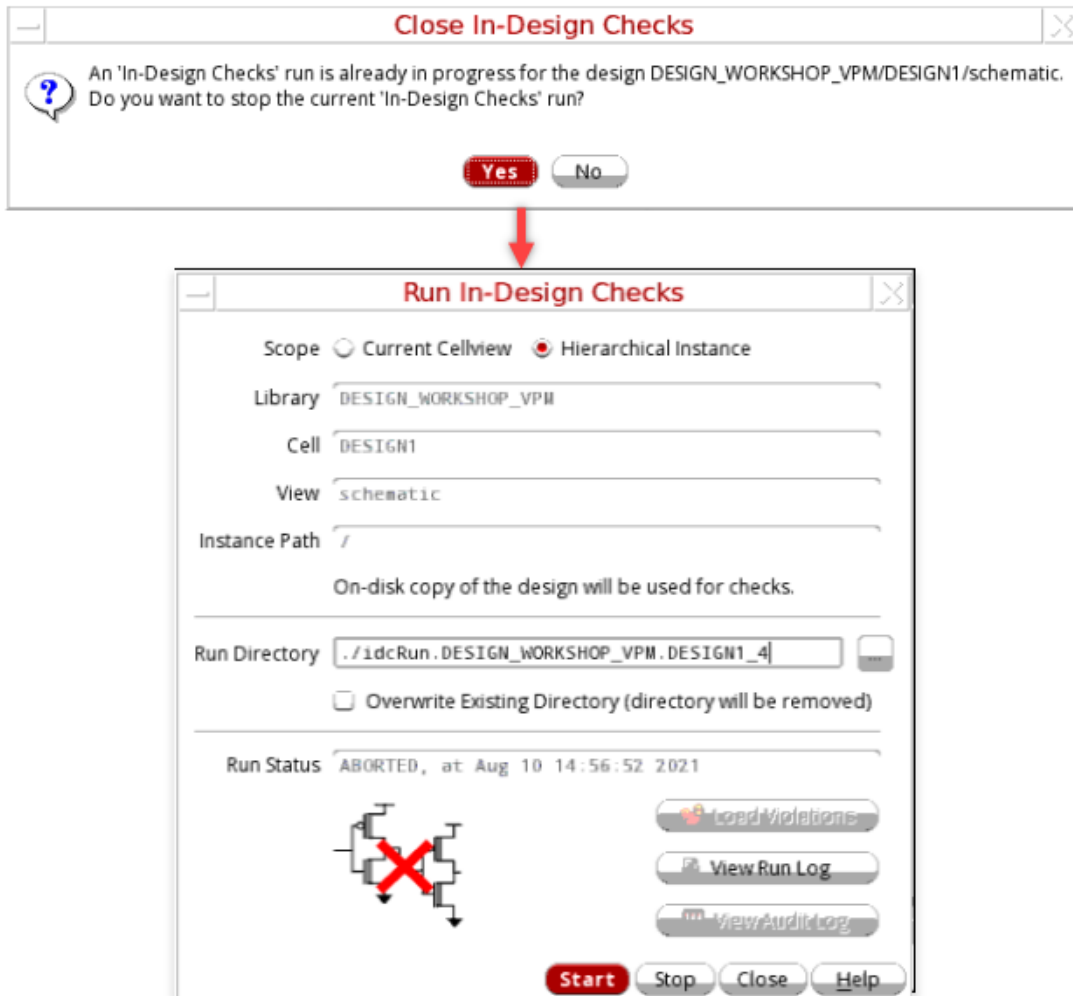 Close In-Design Checks
An 'In-Design Checks' run is already in progress for the design DESIGN_WORKSHOP_VPM/DESIGN1/schematic.
Do you want to stop the current 'In-Design Checks' run?
Yes No
Run In-Design Checks
Scope Current Cellview Hierarchical Instance
Library DESIGN_WORKSHOP_VPM
Cell DESIGN1
View schematic
Instance Path /
On-disk copy of the design will be used for checks.
Run Directory ./idcRun.DESIGN_WORKSHOP_VPM.DESIGN1_4 ...
Overwrite Existing Directory (directory will be removed)
Run Status ABORTED, at Aug 10 14:56:52 2021
Load Violations
View Run Log
View Audit Log
Start Stop Close Help